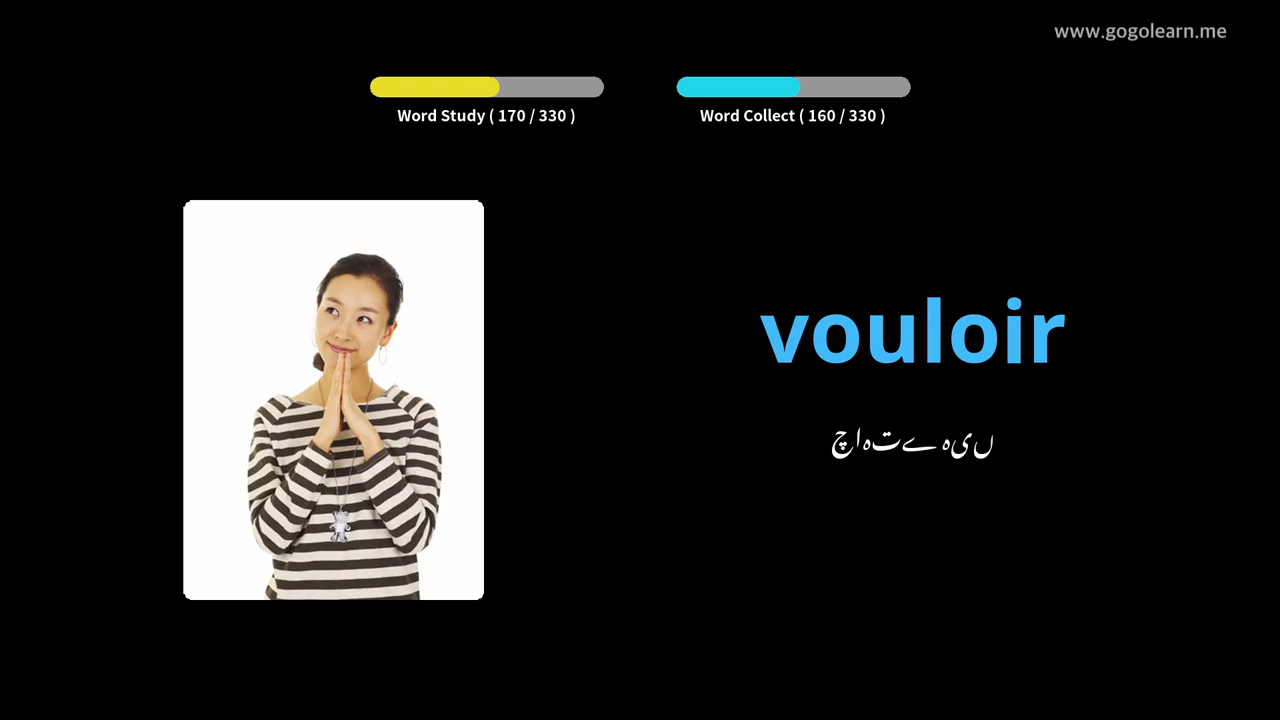 www.gogolearn.me
Word Study ( 170 / 330 )
Word Collect ( 160 / 330 )
vouloir
چاہتے ہیں